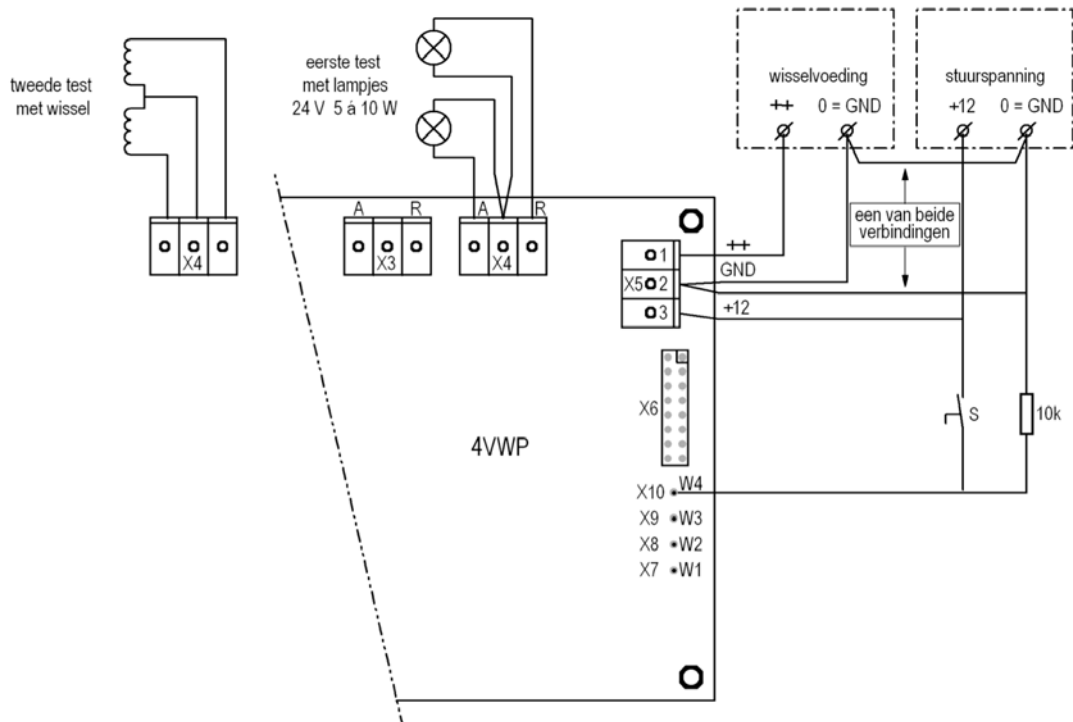 tweede test
met wissel
eerste test
met lampjes
24 V 5 á 10 W
wisselvoeding
0 = GND
stuurspanning
+12 0 = GND
een van beide
verbindingen
X4
A R
X3
A R
X4
1
X5 2
3
GND
+12
X6
4VWP
S
10k
X10 W4
X9 W3
X8 W2
X7 W1